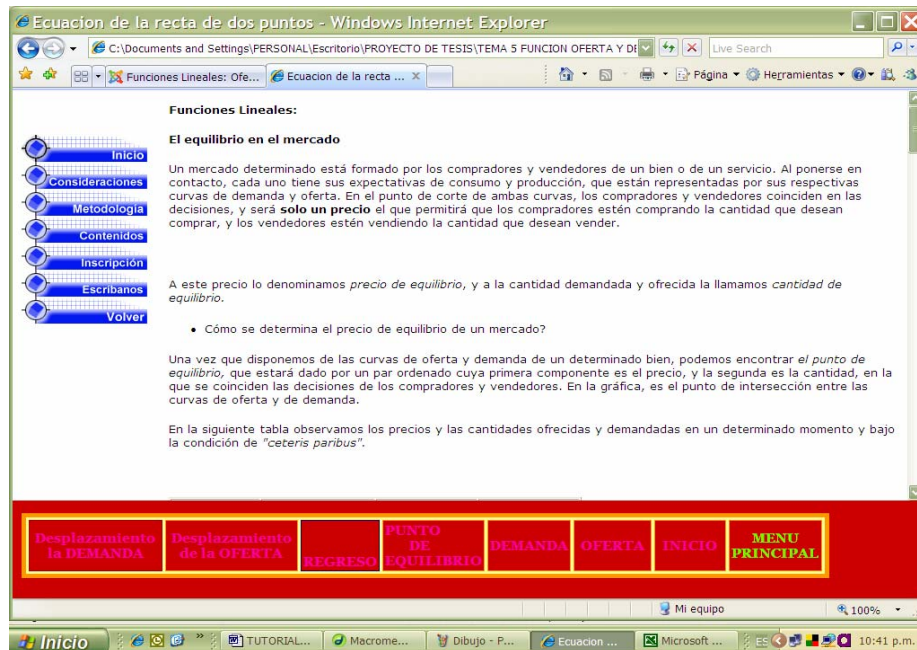 Ecuacion de la recta de dos puntos - Windows Internet Explorer
C:\Documents and Settings\PERSONAL\Escritorio\PROYECTO DE TESIS\TEMA 5 FUNCION OFERTA Y DE
Live Search
Funciones Lineales: Ofe...
Ecuacion de la recta ...
Página
Herramientas
Funciones Lineales:
El equilibrio en el mercado
Inicio
Consideraciones
Metodología
Contenidos
Inscripción
Escríbanos
Volver
Un mercado determinado está formado por los compradores y vendedores de un bien o de un servicio. Al ponerse en
contacto, cada uno tiene sus expectativas de consumo y producción, que están representadas por sus respectivas
curvas de demanda y oferta. En el punto de corte de ambas curvas, los compradores y vendedores coinciden en las
decisiones, y será solo un precio el que permitirá que los compradores estén comprando la cantidad que desean
comprar, y los vendedores estén vendiendo la cantidad que desean vender.
A este precio lo denominamos precio de equilibrio, y a la cantidad demandada y ofrecida la llamamos cantidad de
equilibrio.
• Cómo se determina el precio de equilibrio de un mercado?
Una vez que disponemos de las curvas de oferta y demanda de un determinado bien, podemos encontrar el punto de
equilibrio, que estará dado por un par ordenado cuya primera componente es el precio, y la segunda es la cantidad, en la
que se coinciden las decisiones de los compradores y vendedores. En la gráfica, es el punto de intersección entre las
curvas de oferta y de demanda.
En la siguiente tabla observamos los precios y las cantidades ofrecidas y demandadas en un determinado momento y bajo
la condición de "ceteris paribus".
Desplazamiento
la DEMANDA
Desplazamiento
de la OFERTA
REGRESO
PUNTO
DE
EQUILIBRIO
DEMANDA
OFERTA
INICIO
MENU
PRINCIPAL
Mi equipo
100%
Inicio
TUTORIAL...
Macrome...
Dibujo - P...
Ecuacion ...
Microsoft ...
ES
10:41 p.m.